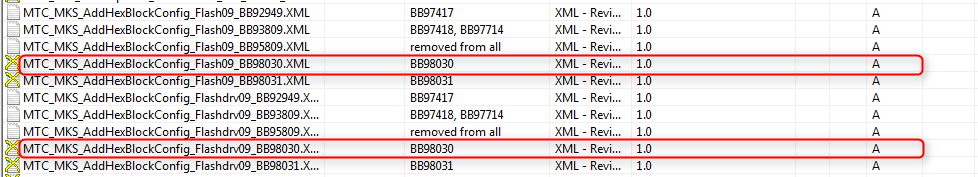 MTC_MKS_AddHexBlockConfig_Flash09_BB92949.XML BB97417 XML - Revi... 1.0 A
MTC_MKS_AddHexBlockConfig_Flash09_BB93809.XML BB97418, BB97714 XML - Revi... 1.0 A
MTC_MKS_AddHexBlockConfig_Flash09_BB95809.XML removed from all XML - Revi... 1.0 A
MTC_MKS_AddHexBlockConfig_Flash09_BB98030.XML BB98030 XML - Revi... 1.0 A
MTC_MKS_AddHexBlockConfig_Flash09_BB98031.XML BB98031 XML - Revi... 1.0 A
MTC_MKS_AddHexBlockConfig_Flashdrv09_BB92949.X... BB97417 XML - Revi... 1.0 A
MTC_MKS_AddHexBlockConfig_Flashdrv09_BB93809.X... BB97418, BB97714 XML - Revi... 1.0 A
MTC_MKS_AddHexBlockConfig_Flashdrv09_BB95809.X... removed from all XML - Revi... 1.0 A
MTC_MKS_AddHexBlockConfig_Flashdrv09_BB98030.X... BB98030 XML - Revi... 1.0 A
MTC_MKS_AddHexBlockConfig_Flashdrv09_BB98031.X... BB98031 XML - Revi... 1.0 A